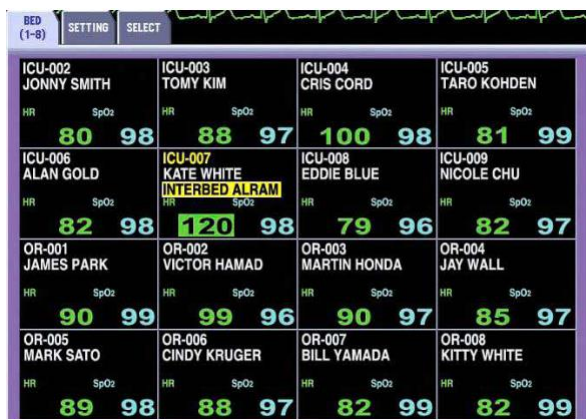 BED
(1-8)
SETTING
SELECT
ICU-002
JONNY SMITH
HR SpO2
80 98
ICU-003
TOMY KIM
HR SpO2
88 97
ICU-004
CRIS CORD
HR SpO2
100 98
ICU-005
TARO KOHDEN
HR SpO2
81 99
ICU-006
ALAN GOLD
HR SpO2
82 98
ICU-007
KATE WHITE
INTERBED ALRAM
HR SpO2
120 98
ICU-008
EDDIE BLUE
HR SpO2
79 96
ICU-009
NICOLE CHU
HR SpO2
82 97
OR-001
JAMES PARK
HR SpO2
90 99
OR-002
VICTOR HAMAD
HR SpO2
99 96
OR-003
MARTIN HONDA
HR SpO2
90 97
OR-004
JAY WALL
HR SpO2
85 97
OR-005
MARK SATO
HR SpO2
89 98
OR-006
CINDY KRUGER
HR SpO2
88 97
OR-007
BILL YAMADA
HR SpO2
82 99
OR-008
KITTY WHITE
HR SpO2
82 99